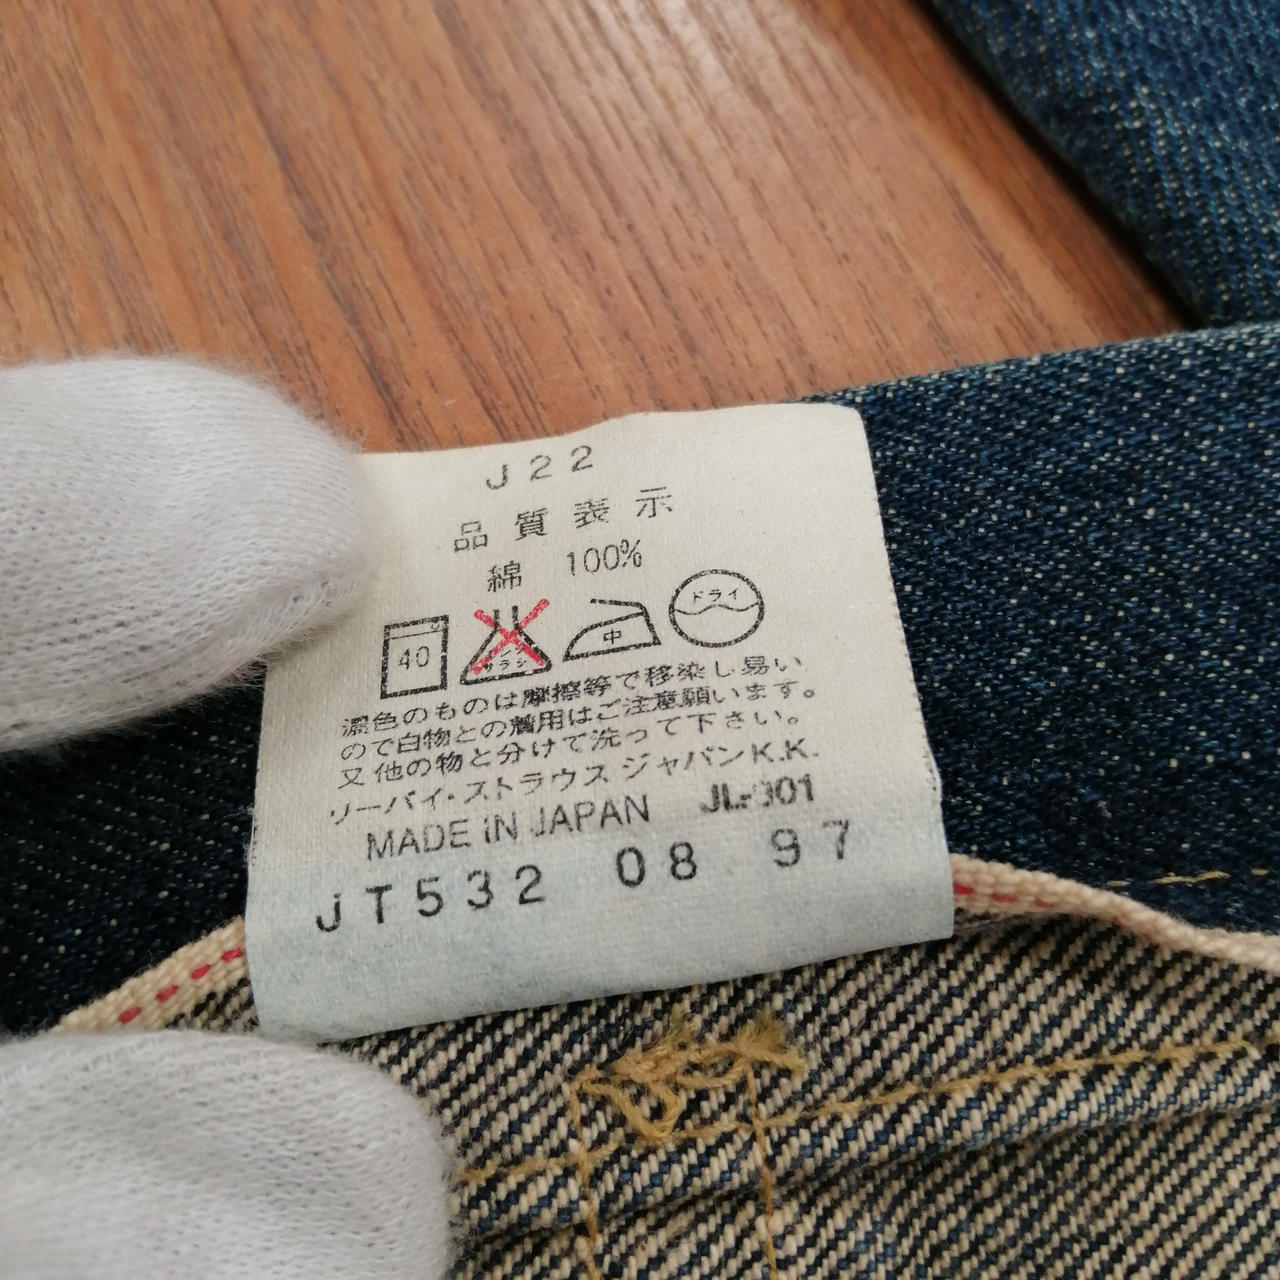 J22
品質表示
綿 100%
40 中 ドライ
濃色のものは摩擦等で移染し易い
ので白物との着用はご注意願います。
又他の物と分けて洗って下さい。
リーバイ・ストラウス ジャパンK.K.
MADE IN JAPAN
JT532 08 97